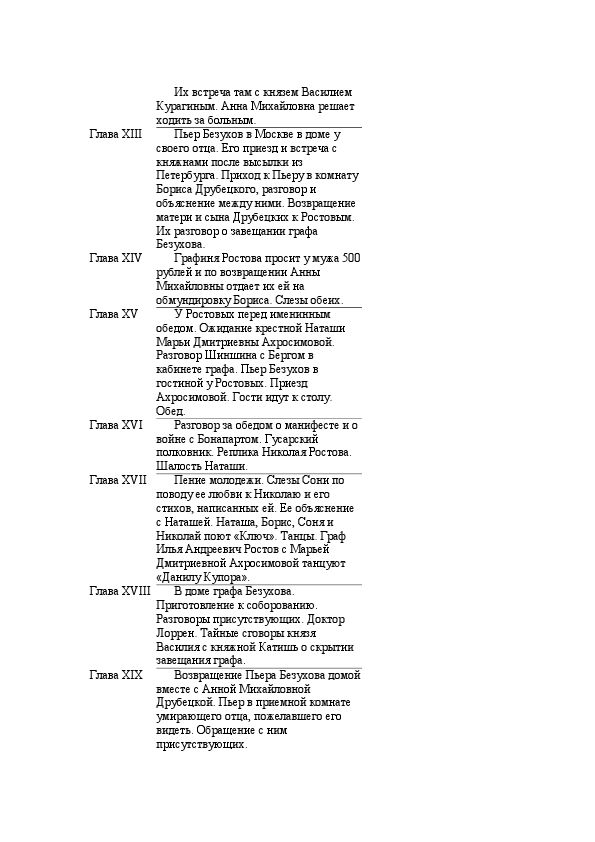 Их встреча там с князем Василием
Курагиным. Анна Михайловна решает
ходить за больным.
Глава XIII Пьер Безухов в Москве в доме у
своего отца. Его приезд и встреча с
княжнами после высылки из
Петербурга. Приход к Пьеру в комнату
Бориса Друбецкого, разговор и
объяснение между ними. Возвращение
матери и сына Друбецких к Ростовым.
Их разговор о завещании графа
Безухова.
Глава XIV Графиня Ростова просит у мужа 500
рублей и по возвращении Анны
Михайловны отдает их ей на
обмундировку Бориса. Слезы обеих.
Глава XV У Ростовых перед именинным
обедом. Ожидание крестной Наташи
Марьи Дмитриевны Ахросимовой.
Разговор Шиншина с Бергом в
кабинете графа. Пьер Безухов в
гостиной у Ростовых. Приезд
Ахросимовой. Гости идут к столу.
Обед.
Глава XVI Разговор за обедом о манифесте и о
войне с Бонапартом. Гусарский
полковник. Реплика Николая Ростова.
Шалость Наташи.
Глава XVII Пение молодежи. Слезы Сони по
поводу ее любви к Николаю и его
стихов, написанных ей. Ее объяснение
с Наташей. Наташа, Борис, Соня и
Николай поют «Ключ». Танцы. Граф
Илья Андреевич Ростов с Марьей
Дмитриевной Ахросимовой танцуют
«Данилу Купора».
Глава XVIII В доме графа Безухова.
Приготовление к соборованию.
Разговоры присутствующих. Доктор
Лоррен. Тайные сговоры князя
Василия с княжной Катишь о скрытии
завещания графа.
Глава XIX Возвращение Пьера Безухова домой
вместе с Анной Михайловной
Друбецкой. Пьер в приемной комнате
умирающего отца, пожелавшего его
видеть. Обращение с ним
присутствующих.